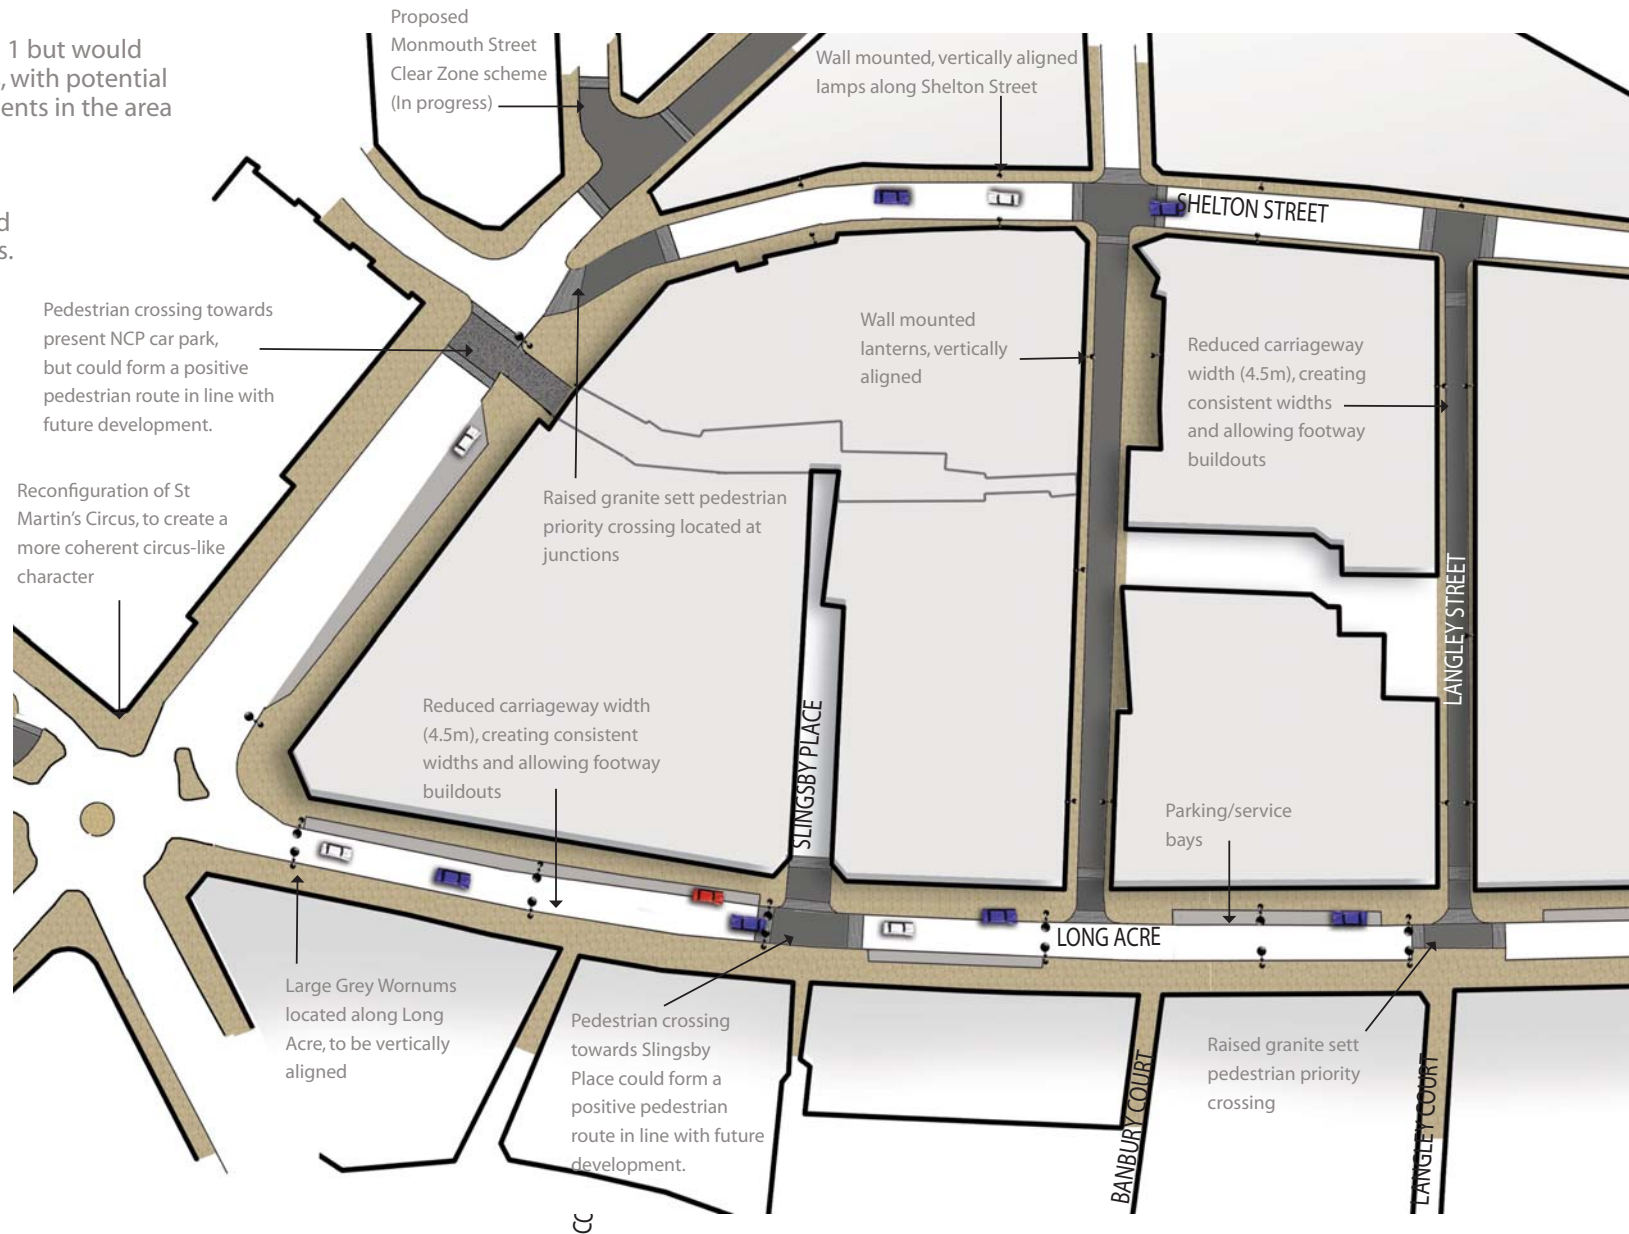 1 but would
, with potential
ents in the area
d
s.
Proposed
Monmouth Street
Clear Zone scheme
(In progress)
Wall mounted, vertically aligned
lamps along Shelton Street
SHELTON STREET
Pedestrian crossing towards
present NCP car park,
but could form a positive
pedestrian route in line with
future development.
Wall mounted
lanterns, vertically
aligned
Reduced carriageway
width (4.5m), creating
consistent widths
and allowing footway
buildouts
Reconfiguration of St
Martin's Circus, to create a
more coherent circus-like
character
Raised granite sett pedestrian
priority crossing located at
junctions
LANGLEY STREET
Reduced carriageway width
(4.5m), creating consistent
widths and allowing footway
buildouts
SLINGSBY PLACE
Parking/service
bays
LONG ACRE
Large Grey Wornums
located along Long
Acre, to be vertically
aligned
Pedestrian crossing
towards Slingsby
Place could form a
positive pedestrian
route in line with future
development.
Raised granite sett
pedestrian priority
crossing
BANBURY COURT
LANGLEY COURT
CO